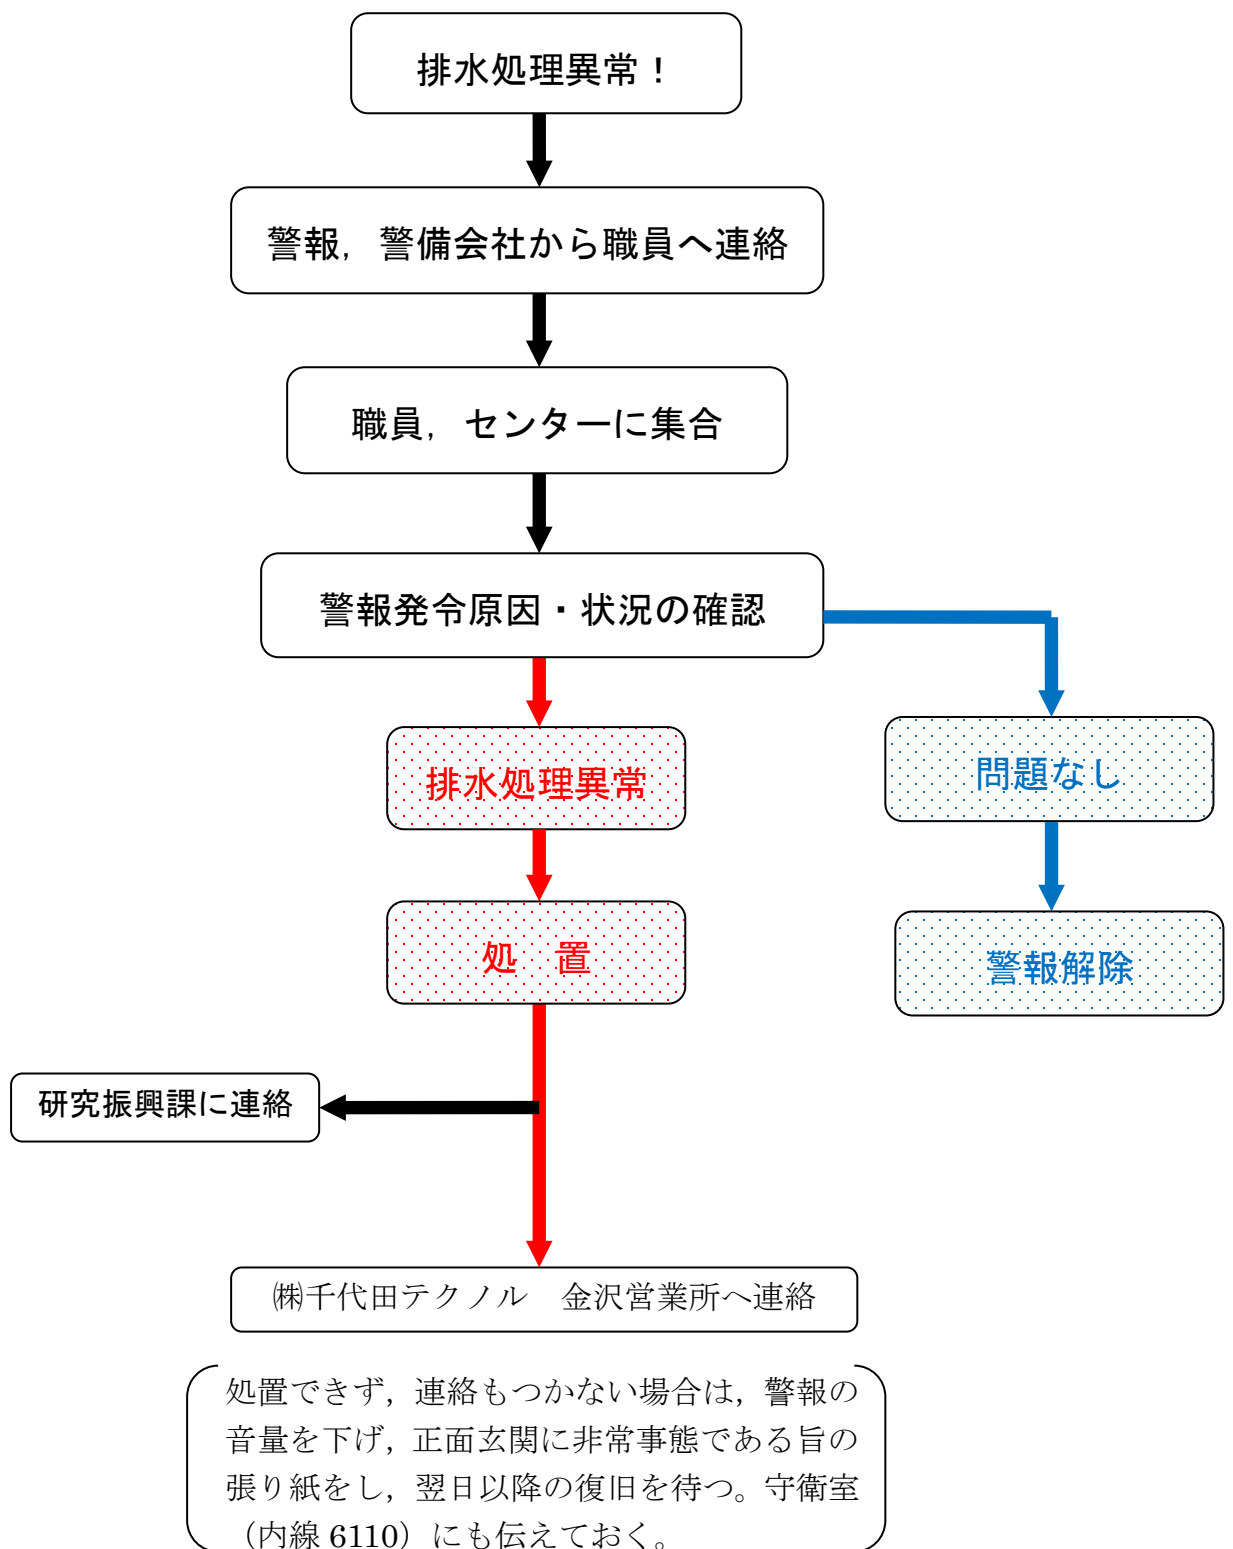 排水処理異常！
警報，警備会社から職員へ連絡
職員，センターに集合
警報発令原因・状況の確認
排水処理異常
問題なし
処　置
警報解除
研究振興課に連絡
㈱千代田テクノル　金沢営業所へ連絡
処置できず，連絡もつかない場合は，警報の
音量を下げ，正面玄関に非常事態である旨の
張り紙をし，翌日以降の復旧を待つ。守衛室
（内線 6110）にも伝えておく。